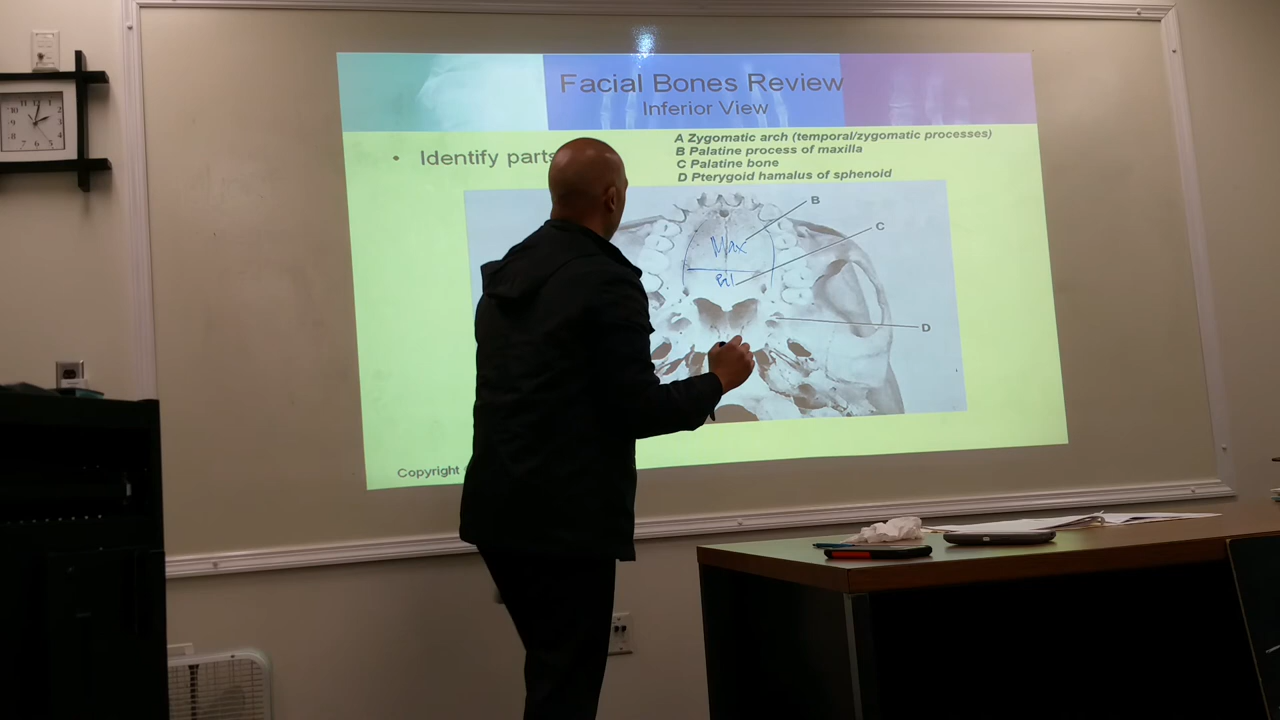 Facial Bones Review
Inferior View
A Zygomatic arch (temporal/zygomatic processes)
B Palatine process of maxilla
C Palatine bone
D Pterygoid hamalus of sphenoid
• Identify parts
B
C
Max
D
Copyright